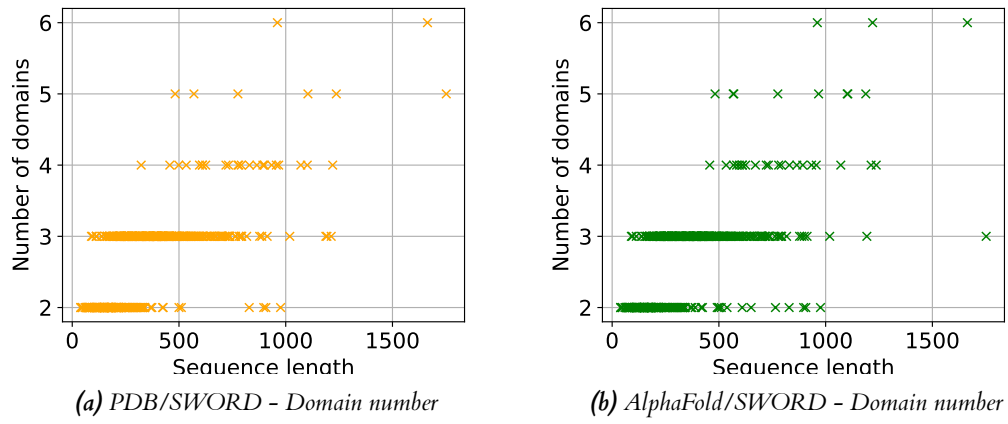 6
5
4
3
2
Number of domains
0 500 1000 1500
Sequence length
(a) PDB/SWORD – Domain number
6
5
4
3
2
Number of domains
0 500 1000 1500
Sequence length
(b) AlphaFold/SWORD – Domain number